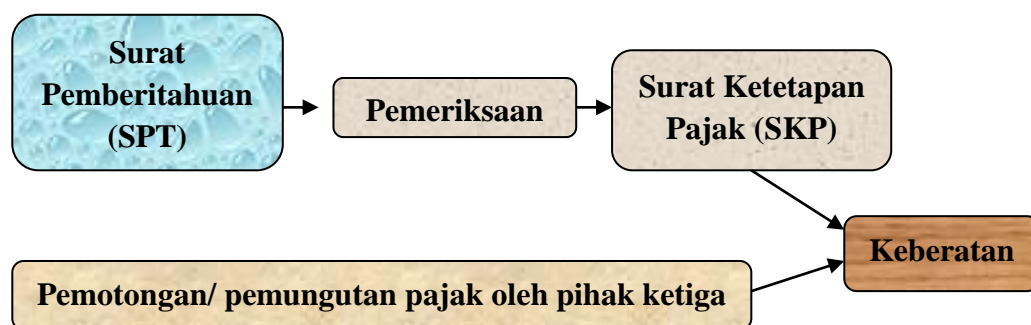 Surat
Pemberitahuan
(SPT)
Pemeriksaan
Surat Ketetapan
Pajak (SKP)
Keberatan
Pemotongan/ pemungutan pajak oleh pihak ketiga